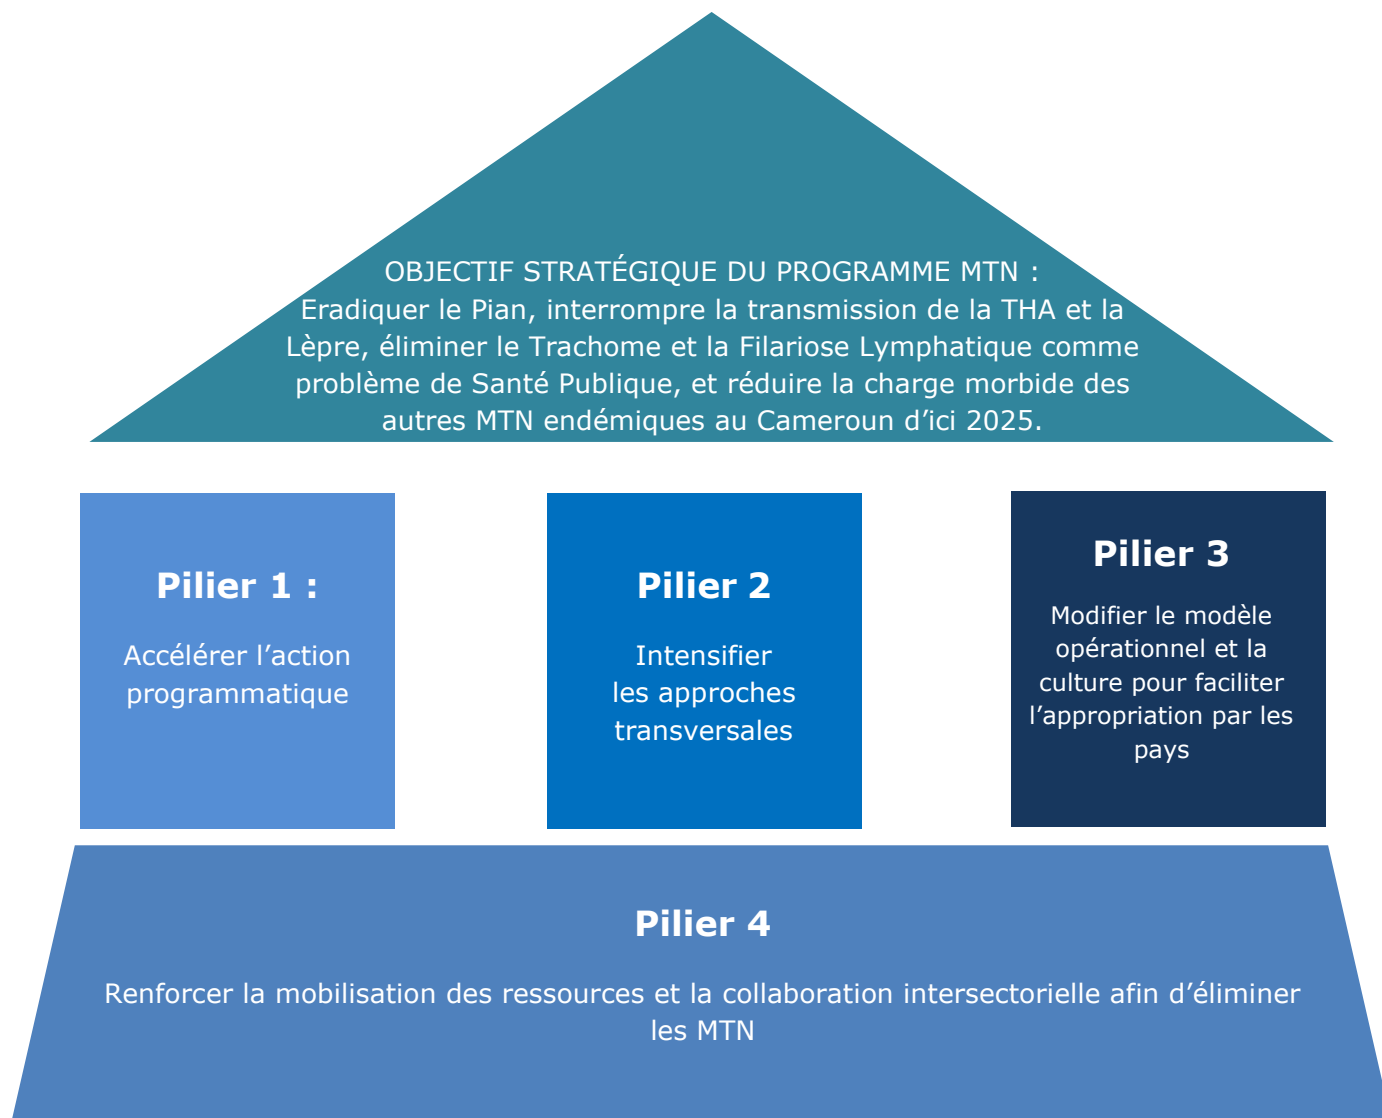 OBJECTIF STRATÉGIQUE DU PROGRAMME MTN :
Eradiquer le Pian, interrompre la transmission de la THA et la
Lèpre, éliminer le Trachome et la Filariose Lymphatique comme
problème de Santé Publique, et réduire la charge morbide des
autres MTN endémiques au Cameroun d’ici 2025.
Pilier 1 :
Accélérer l’action
programmatique
Pilier 2
Intensifier
les approches
transversales
Pilier 3
Modifier le modèle
opérationnel et la
culture pour faciliter
l’appropriation par les
pays
Pilier 4
Renforcer la mobilisation des ressources et la collaboration intersectorielle afin d’éliminer
les MTN